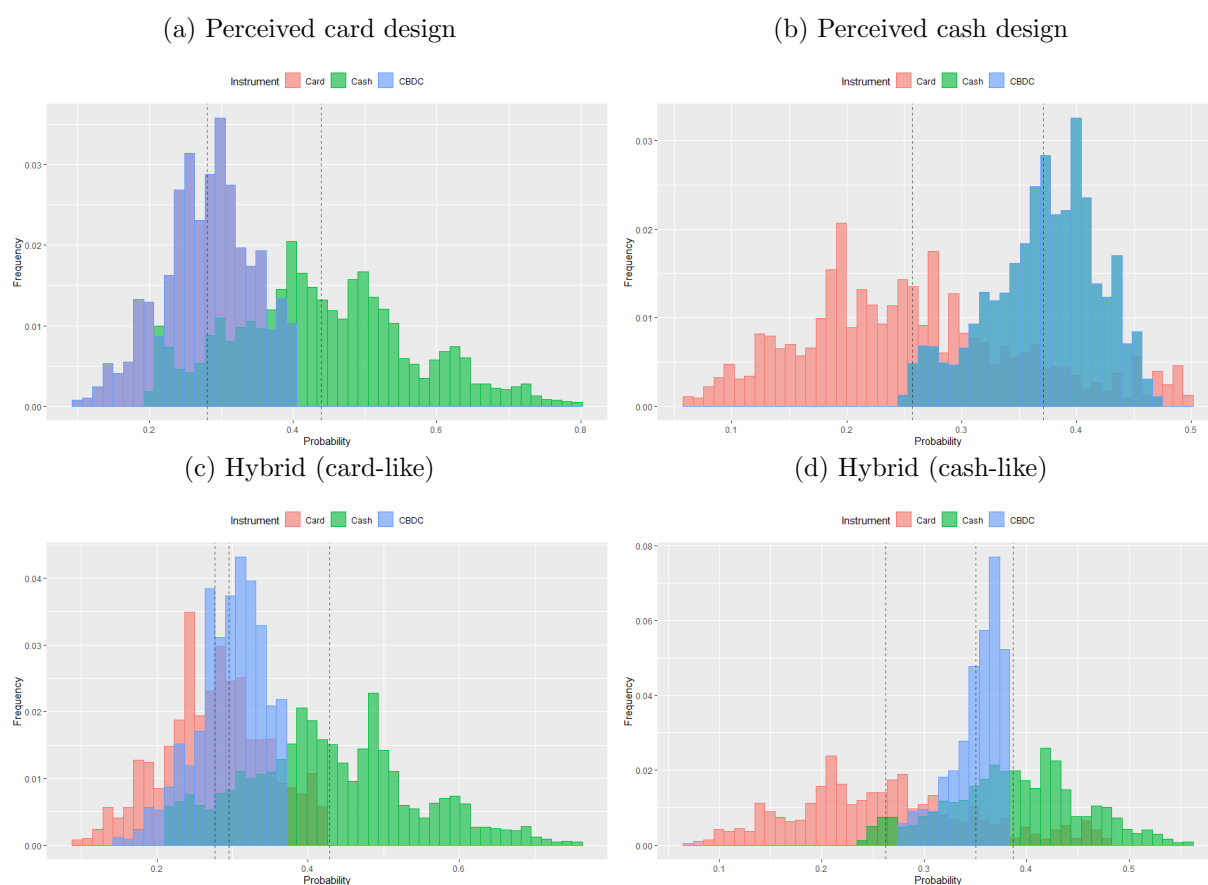 (a) Perceived card design
Instrument Card Cash CBDC
Frequency
0.03
0.02
0.01
0.00
0.2 0.4 0.6 0.8
Probability
(b) Perceived cash design
Instrument Card Cash CBDC
Frequency
0.03
0.02
0.01
0.00
0.1 0.2 0.3 0.4 0.5
Probability
(c) Hybrid (card-like)
Instrument Card Cash CBDC
Frequency
0.04
0.03
0.02
0.01
0.00
0.2 0.4 0.6
Probability
(d) Hybrid (cash-like)
Instrument Card Cash CBDC
Frequency
0.08
0.06
0.04
0.02
0.00
0.1 0.2 0.3 0.4 0.5
Probability